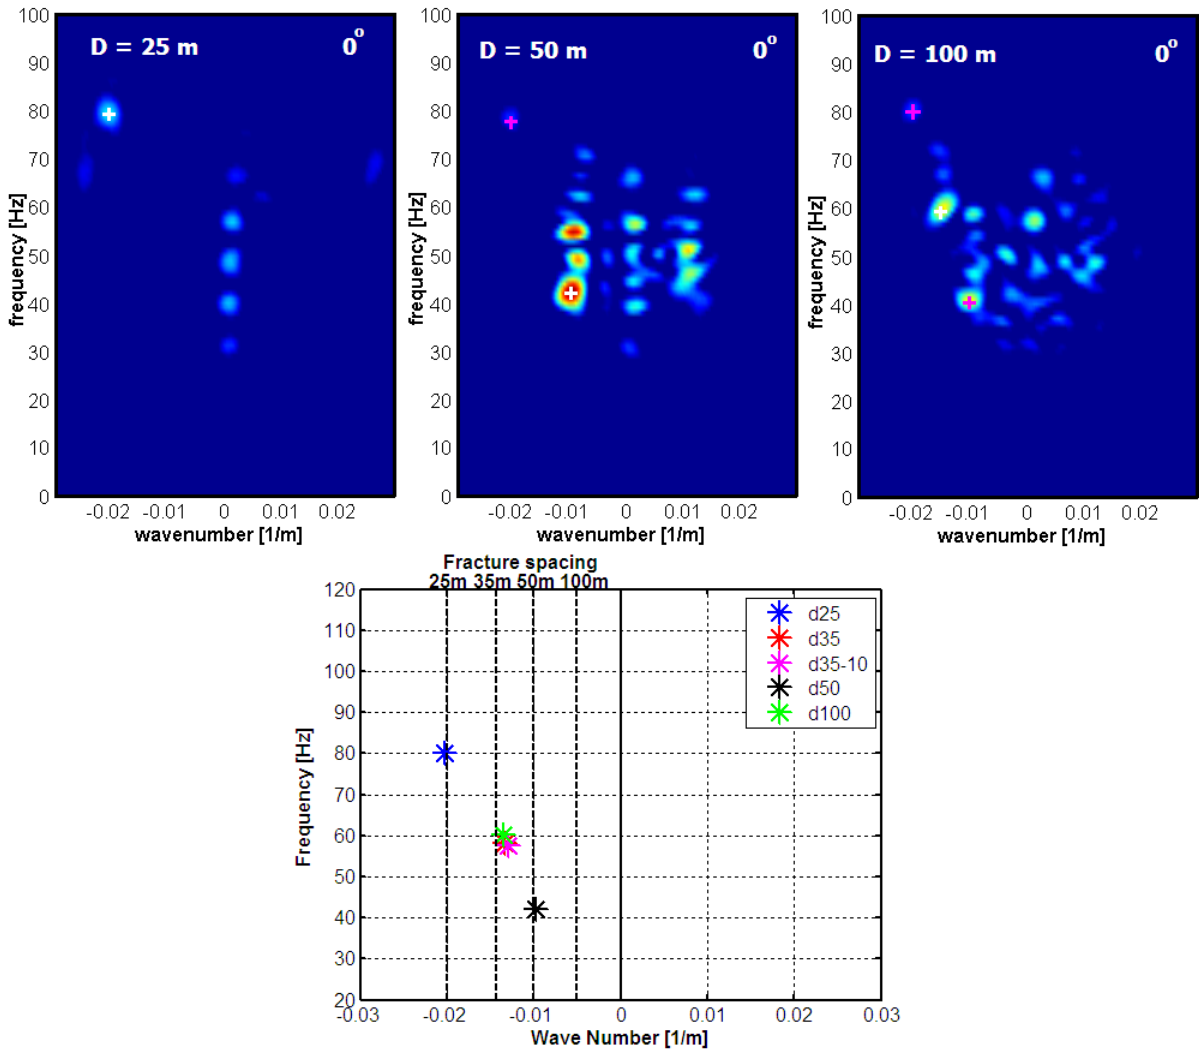 D = 25 m 0°
100
90
80
70
60
50
40
30
20
10
0
frequency [Hz]
-0.02 -0.01 0 0.01 0.02
wavenumber [1/m]
D = 50 m 0°
100
90
80
70
60
50
40
30
20
10
0
frequency [Hz]
-0.02 -0.01 0 0.01 0.02
wavenumber [1/m]
D = 100 m 0°
100
90
80
70
60
50
40
30
20
10
0
frequency [Hz]
-0.02 -0.01 0 0.01 0.02
wavenumber [1/m]
Fracture spacing
25m 35m 50m 100m
120
110
100
90
80
70
60
50
40
30
20
Frequency [Hz]
d25
d35
d35-10
d50
d100
-0.03 -0.02 -0.01 0 0.01 0.02 0.03
Wave Number [1/m]